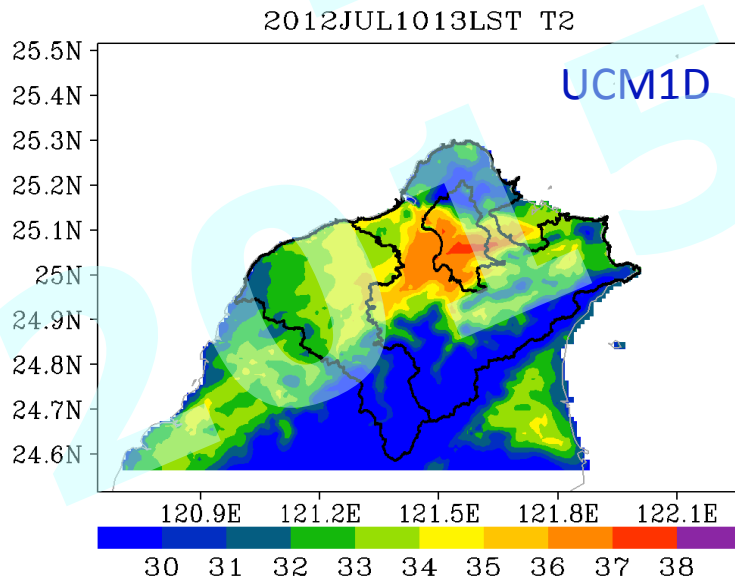 2012JUL1013LST T2
UCM1D
25.5N
25.4N
25.3N
25.2N
25.1N
25N
24.9N
24.8N
24.7N
24.6N
120.9E 121.2E 121.5E 121.8E 122.1E
30 31 32 33 34 35 36 37 38
2015